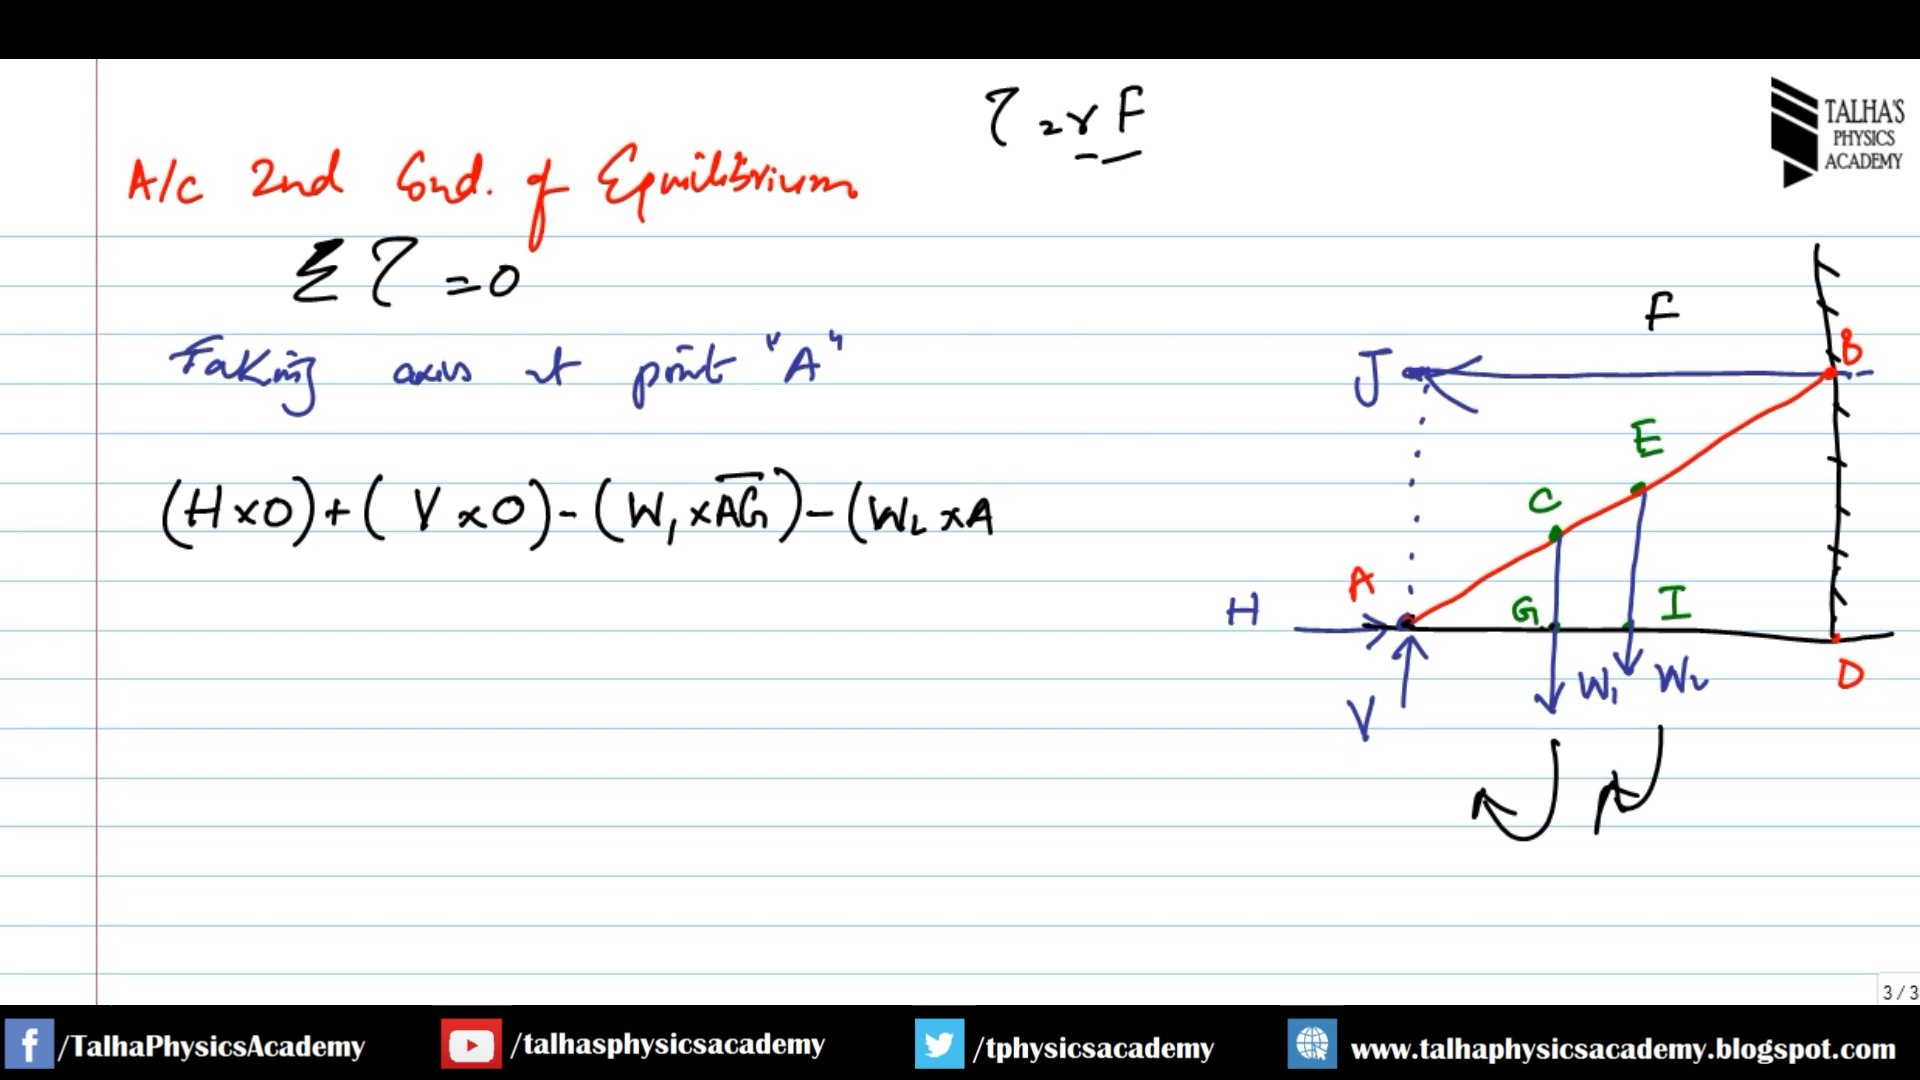 τ = r F
TALHA'S
PHYSICS
ACADEMY
A/c 2nd Cond. of Equilibrium
Σ τ = 0
Taking axis at point "A"
(H×0)+(V×0)-(W₁×A̅G̅)-(W₂×A
F
B
J
E
C
A
H
G
I
W₁
W₂
D
V
3/3
/TalhaPhysicsAcademy
/talhasphysicsacademy
/tphysicsacademy
www.talhaphysicsacademy.blogspot.com